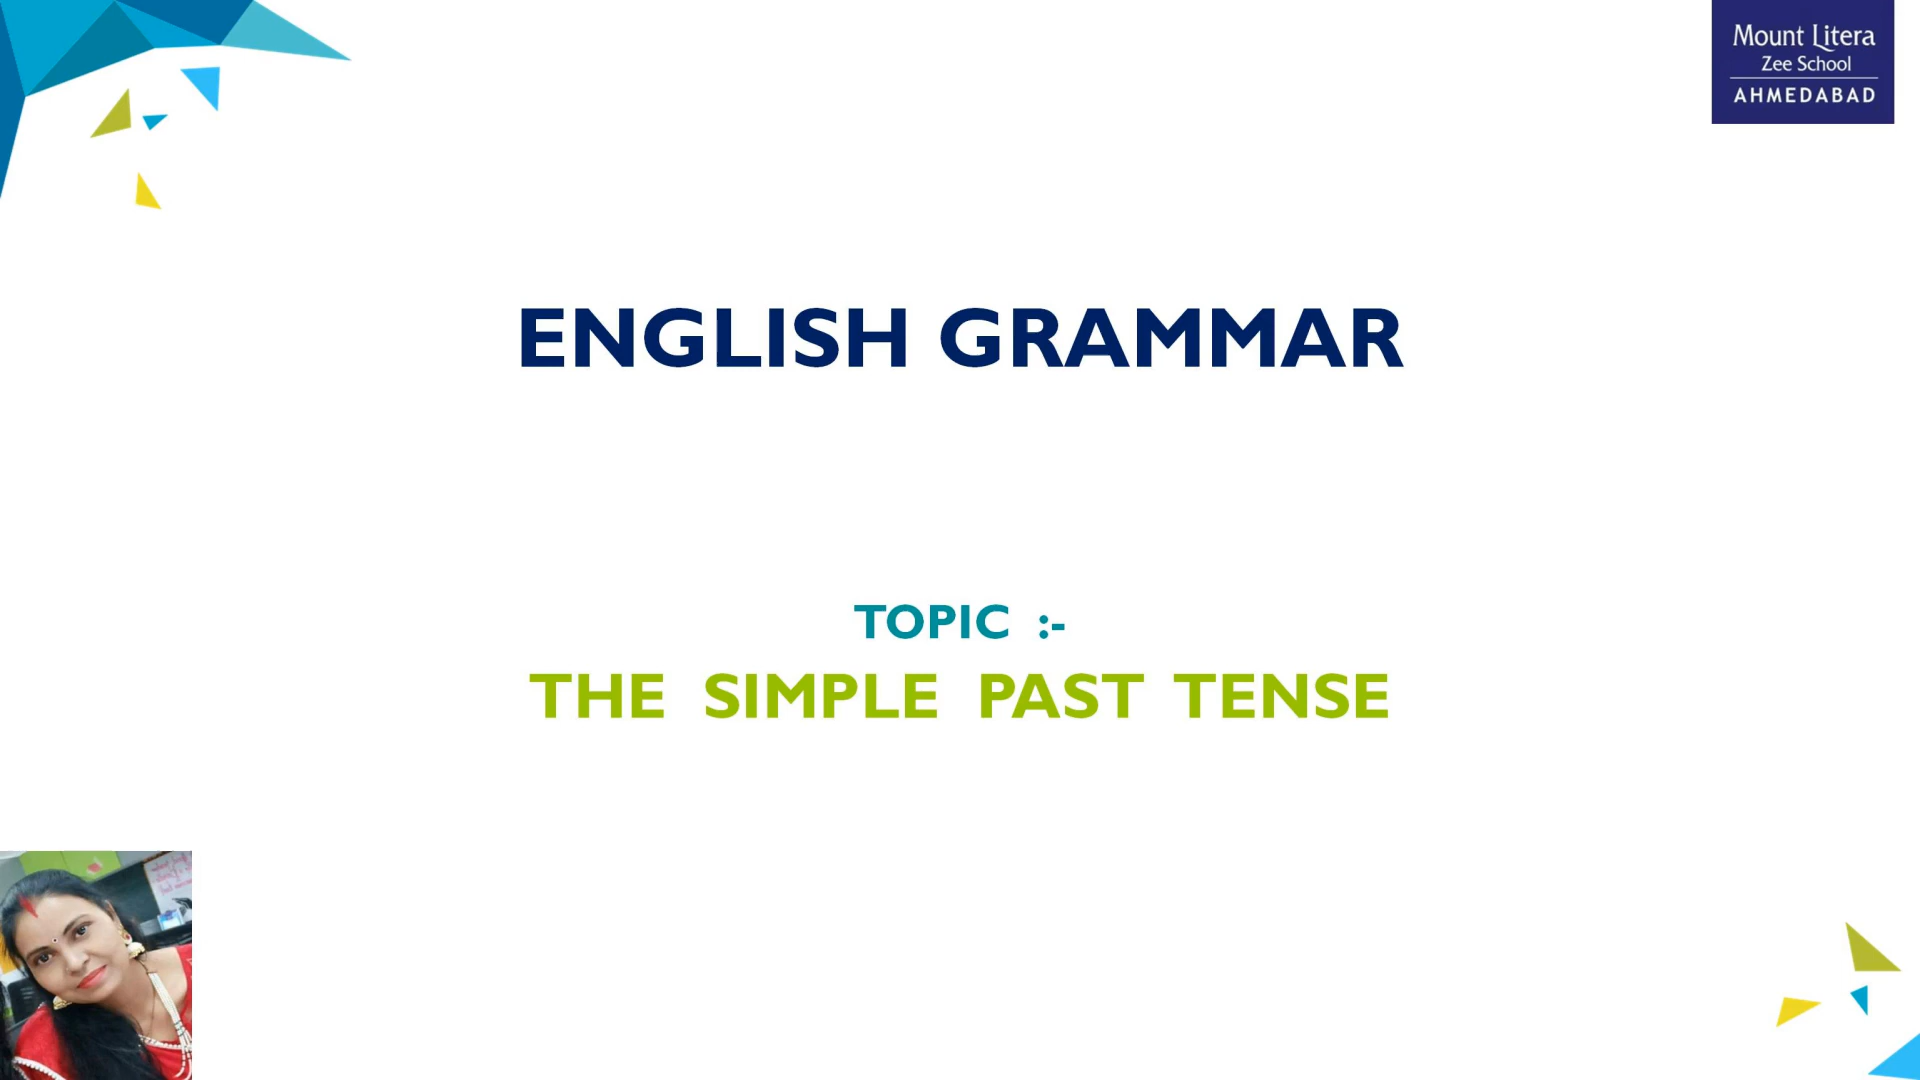 Mount Litera
Zee School
AHMEDABAD
ENGLISH GRAMMAR
TOPIC :-
THE SIMPLE PAST TENSE